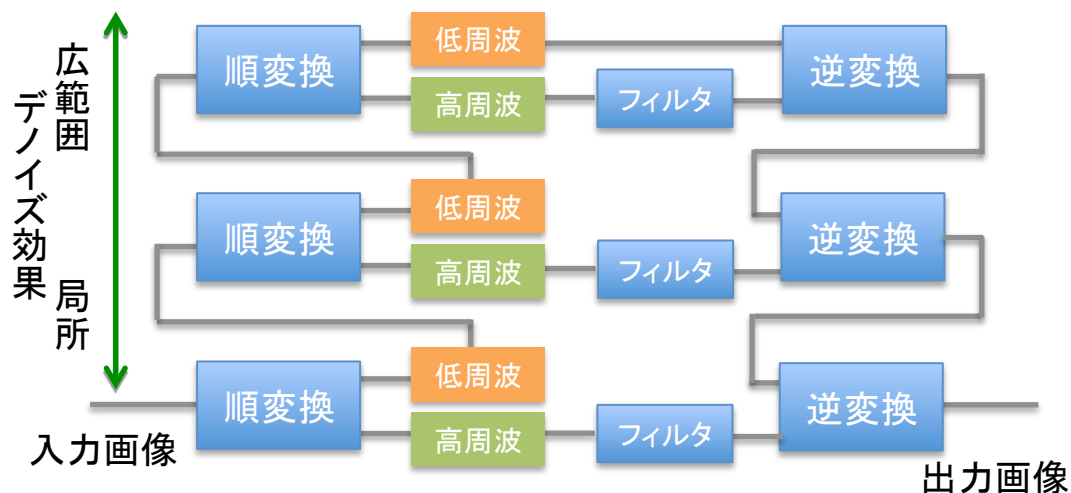 広範囲
デノイズ効果
局所
順変換
低周波
高周波
フィルタ
逆変換
順変換
低周波
高周波
フィルタ
逆変換
順変換
低周波
高周波
フィルタ
逆変換
入力画像
出力画像